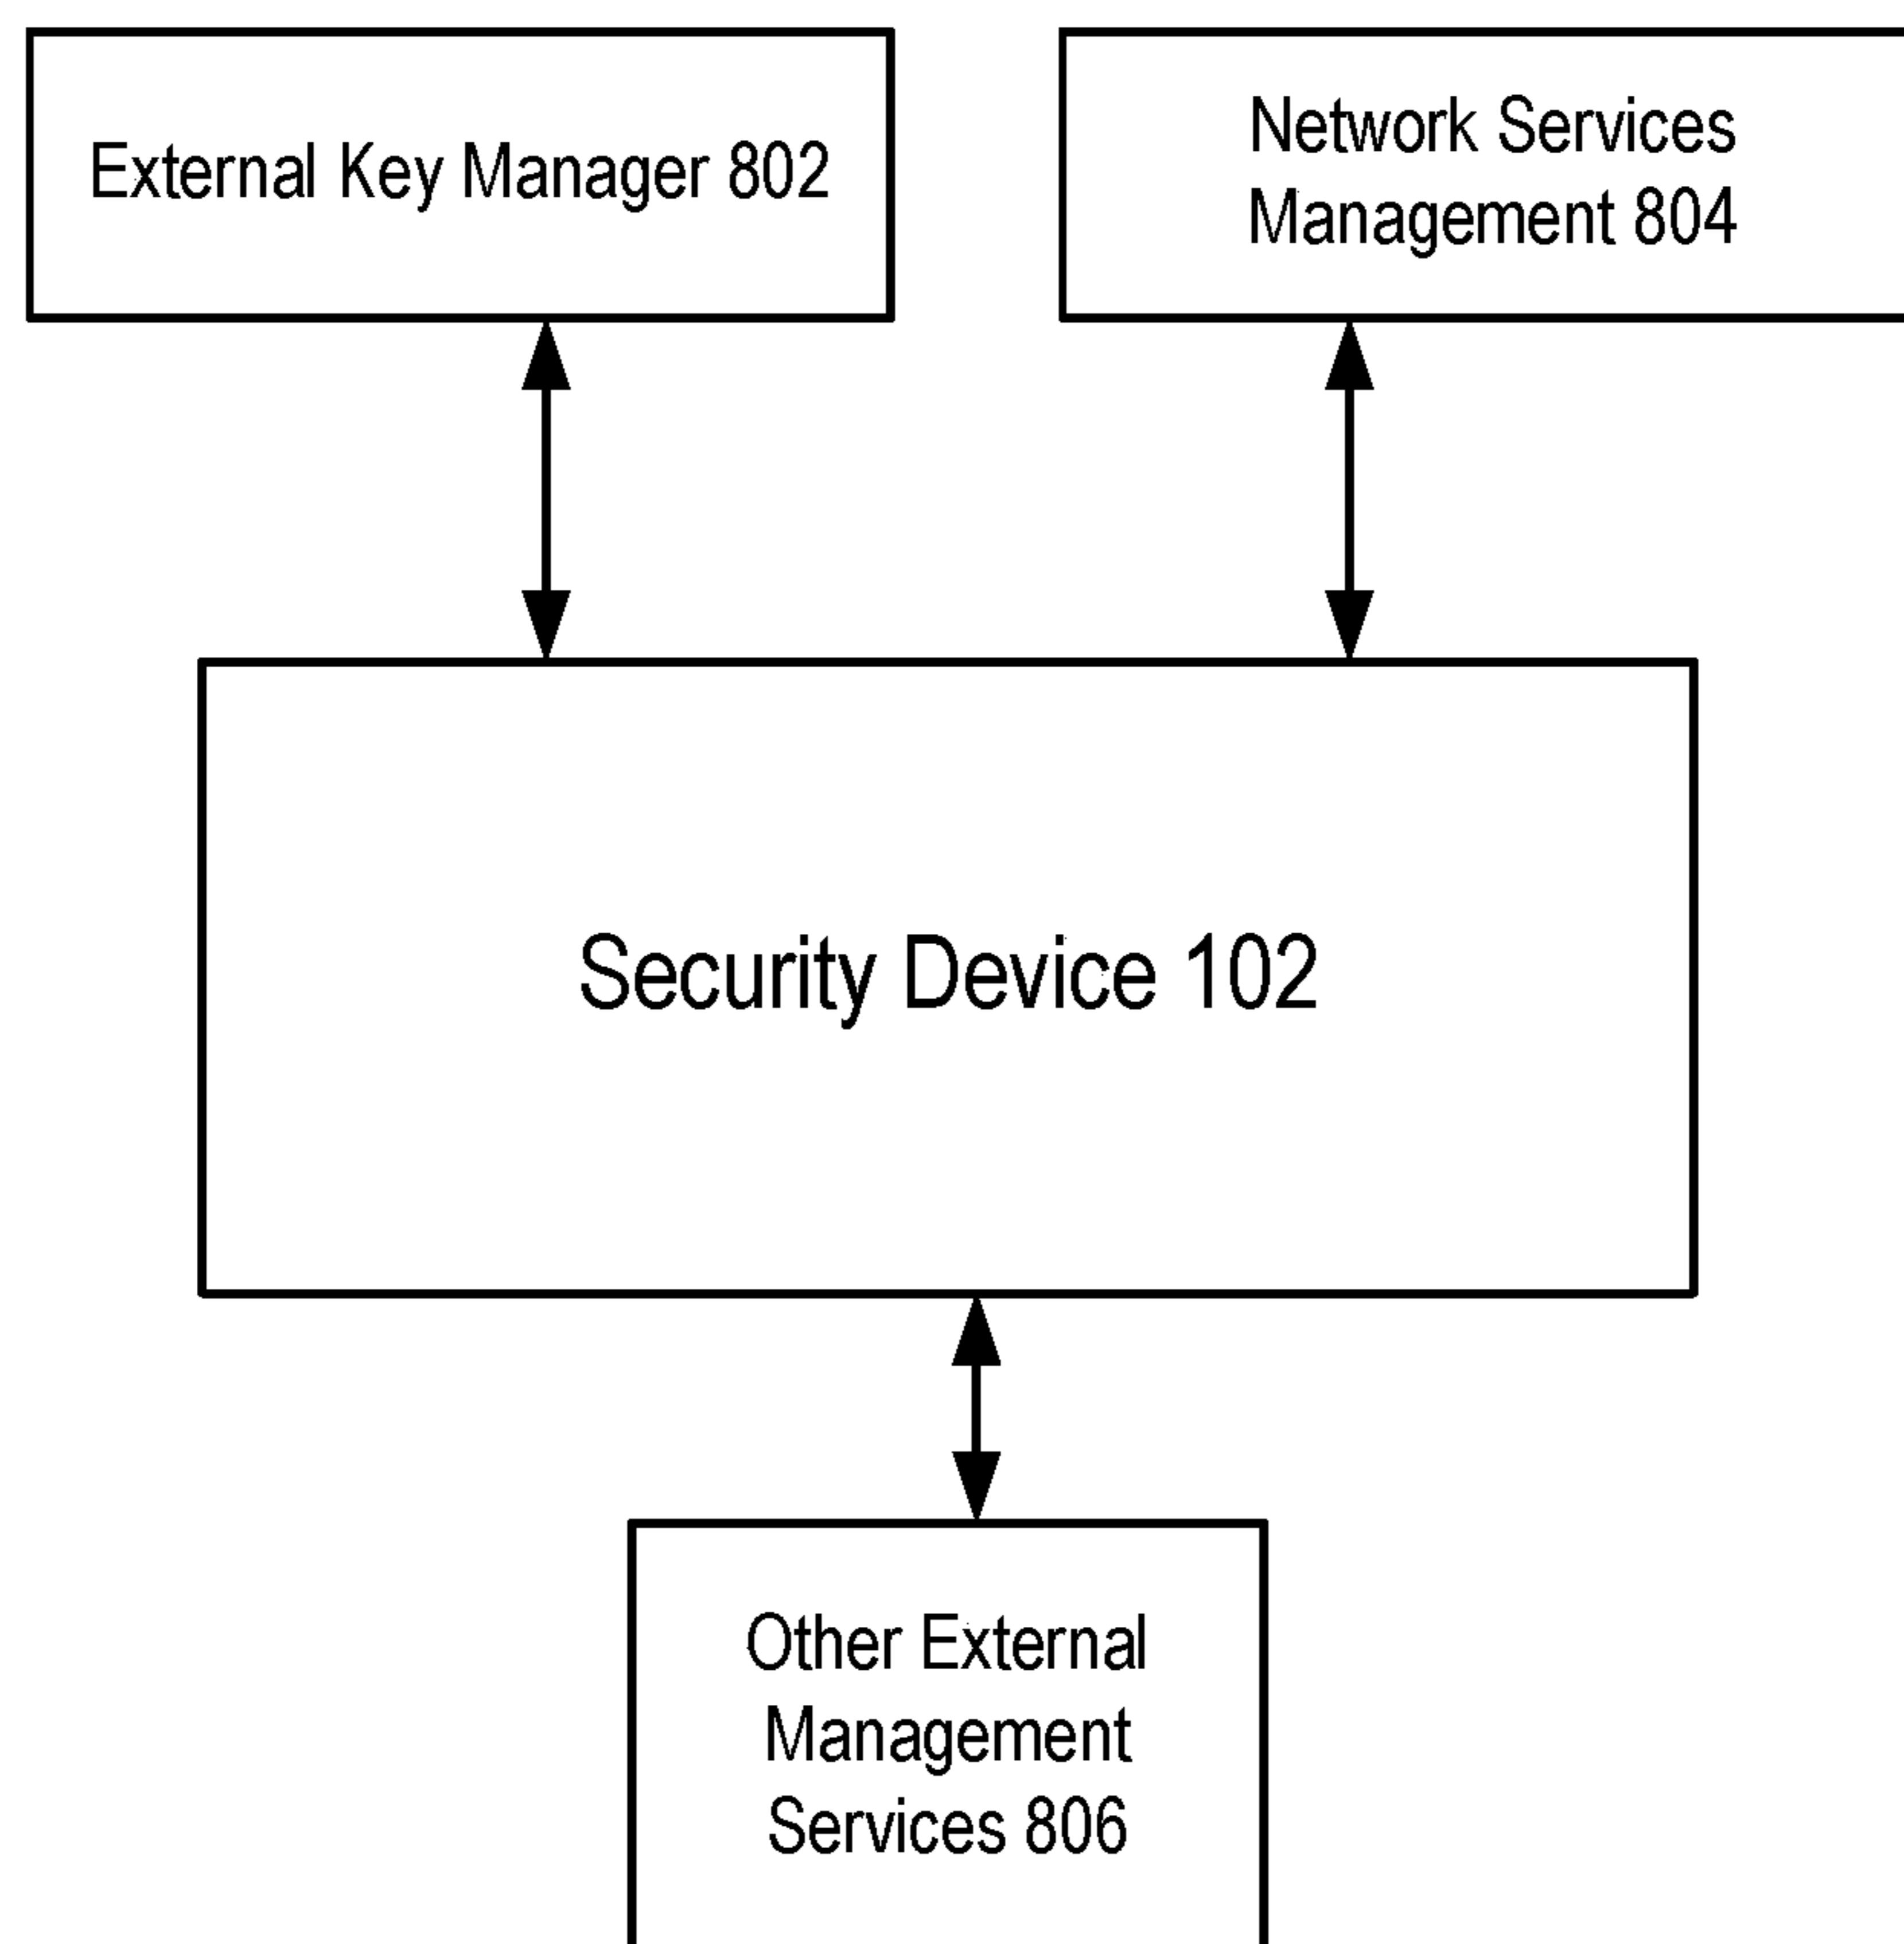 External Key Manager 802
Network Services
Management 804
Security Device 102
Other External
Management
Services 806